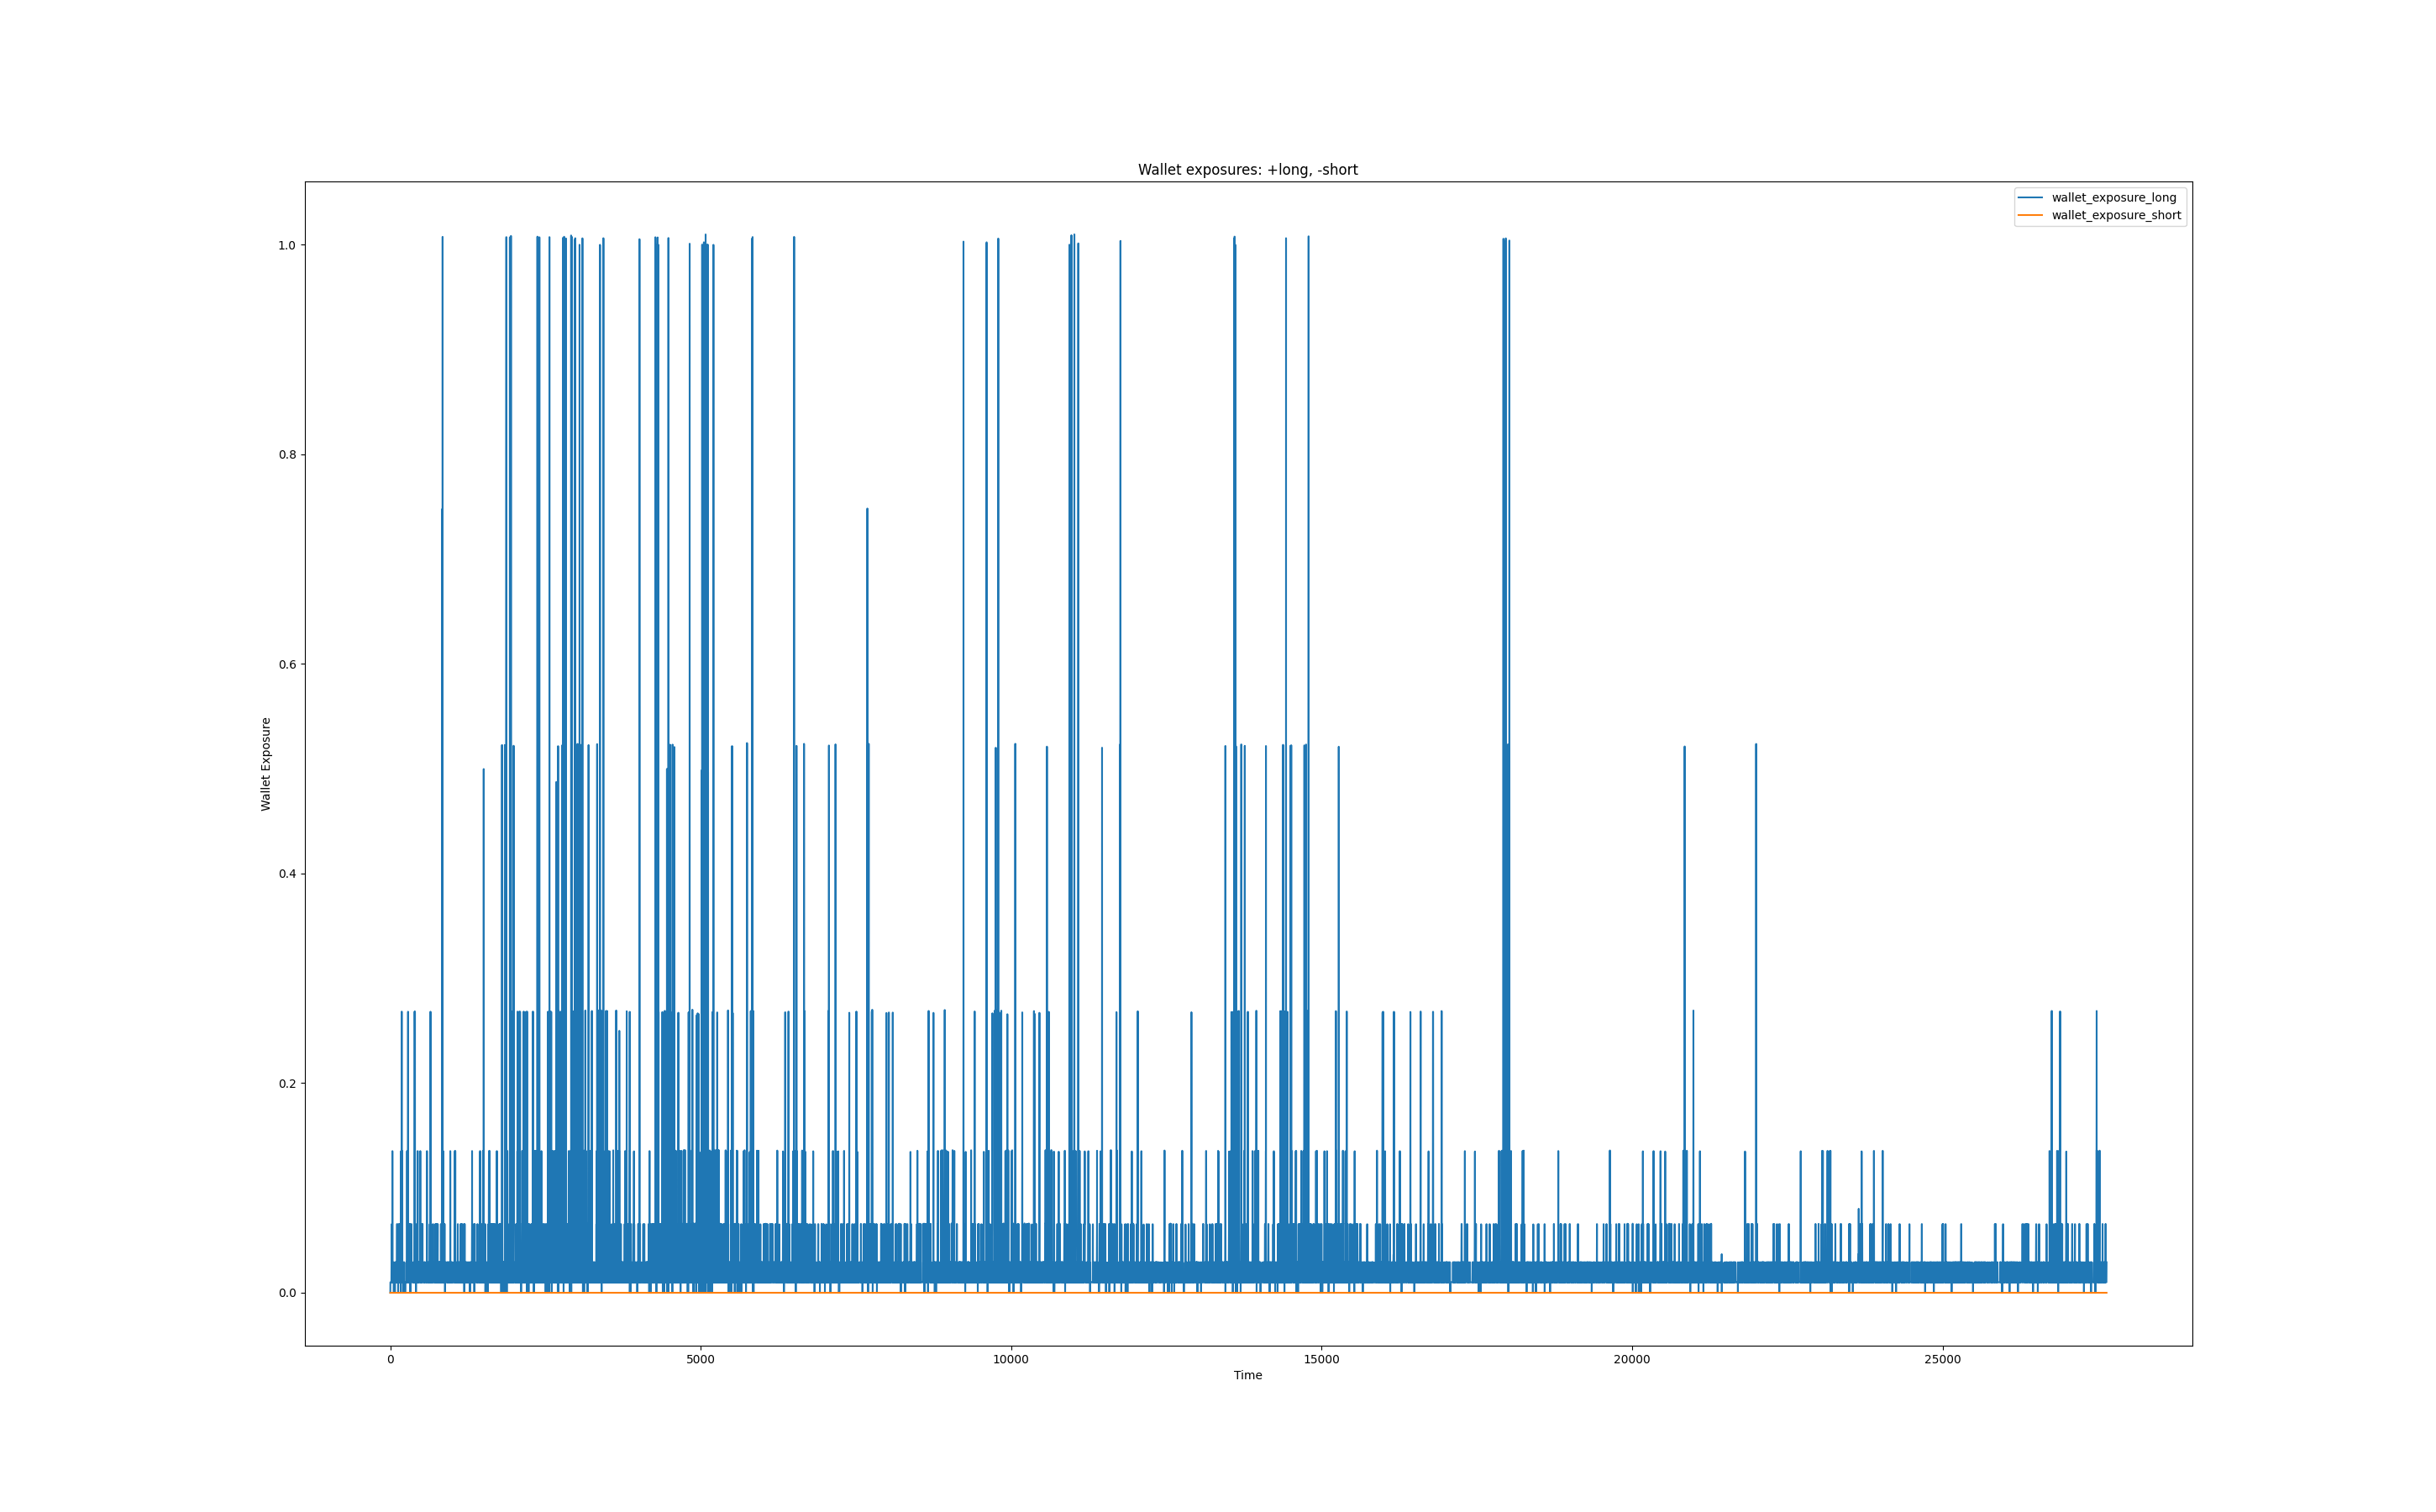 Wallet exposures: +long, -short
wallet_exposure_long
wallet_exposure_short
1.0
0.8
0.6
0.4
0.2
0.0
Wallet Exposure
0 5000 10000 15000 20000 25000
Time